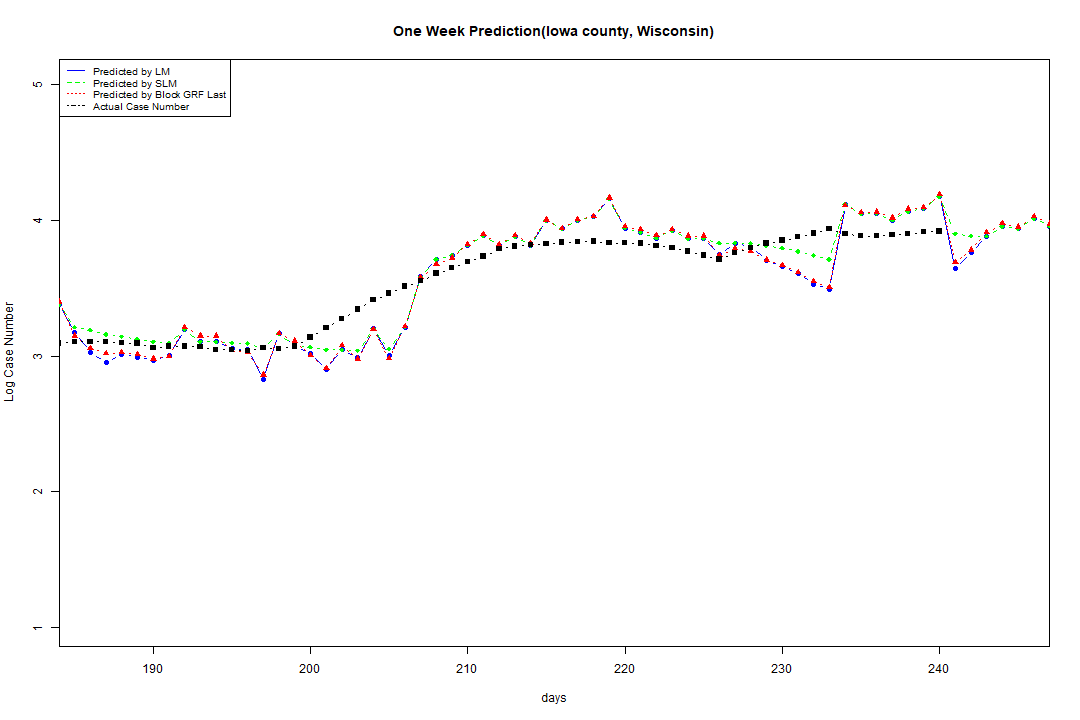 One Week Prediction(Iowa county, Wisconsin)
Predicted by LM
Predicted by SLM
Predicted by Block GRF Last
Actual Case Number
5
4
3
2
1
Log Case Number
190 200 210 220 230 240
days